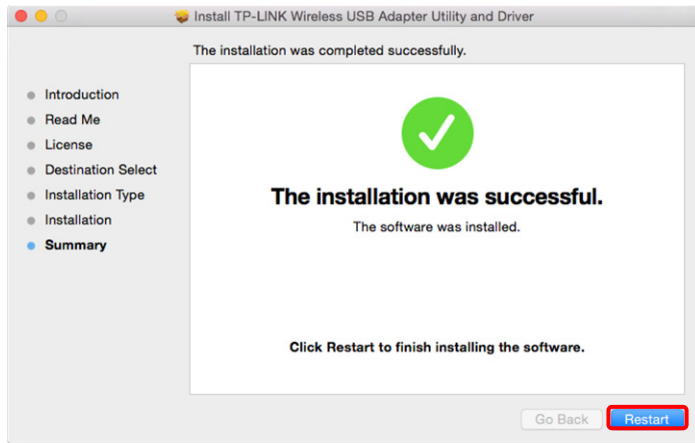 Install TP-LINK Wireless USB Adapter Utility and Driver
The installation was completed successfully.
Introduction
Read Me
License
Destination Select
Installation Type
Installation
Summary
The installation was successful.
The software was installed.
Click Restart to finish installing the software.
Go Back
Restart